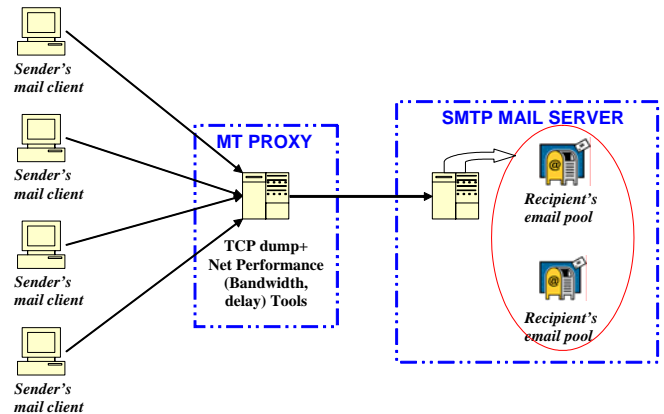 Sender's
mail client
Sender's
mail client
Sender's
mail client
Sender's
mail client
MT PROXY
TCP dump+
Net Performance
(Bandwidth,
delay) Tools
SMTP MAIL SERVER
@
Recipient's
email pool
@
Recipient's
email pool